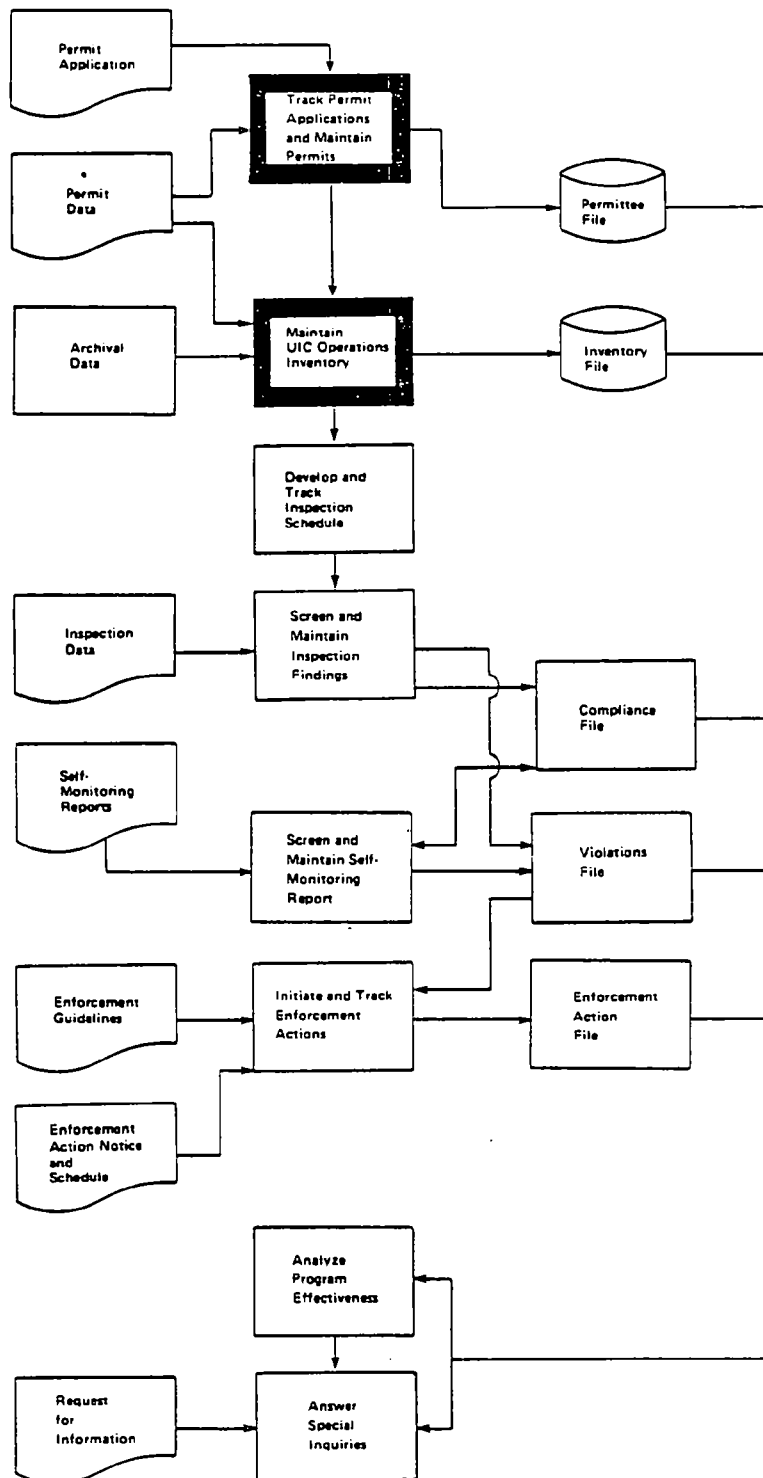 Permit
Application
Track Permit
Applications
and Maintain
Permits
*
Permit
Data
Permittee
File
Archival
Data
Maintain
UIC Operations
Inventory
Inventory
File
Develop and
Track
Inspection
Schedule
Inspection
Data
Screen and
Maintain
Inspection
Findings
Compliance
File
Self-
Monitoring
Reports
Screen and
Maintain Self-
Monitoring
Report
Violations
File
Enforcement
Guidelines
Initiate and Track
Enforcement
Actions
Enforcement
Action
File
Enforcement
Action Notice
and
Schedule
Analyze
Program
Effectiveness
Request
for
Information
Answer
Special
Inquiries